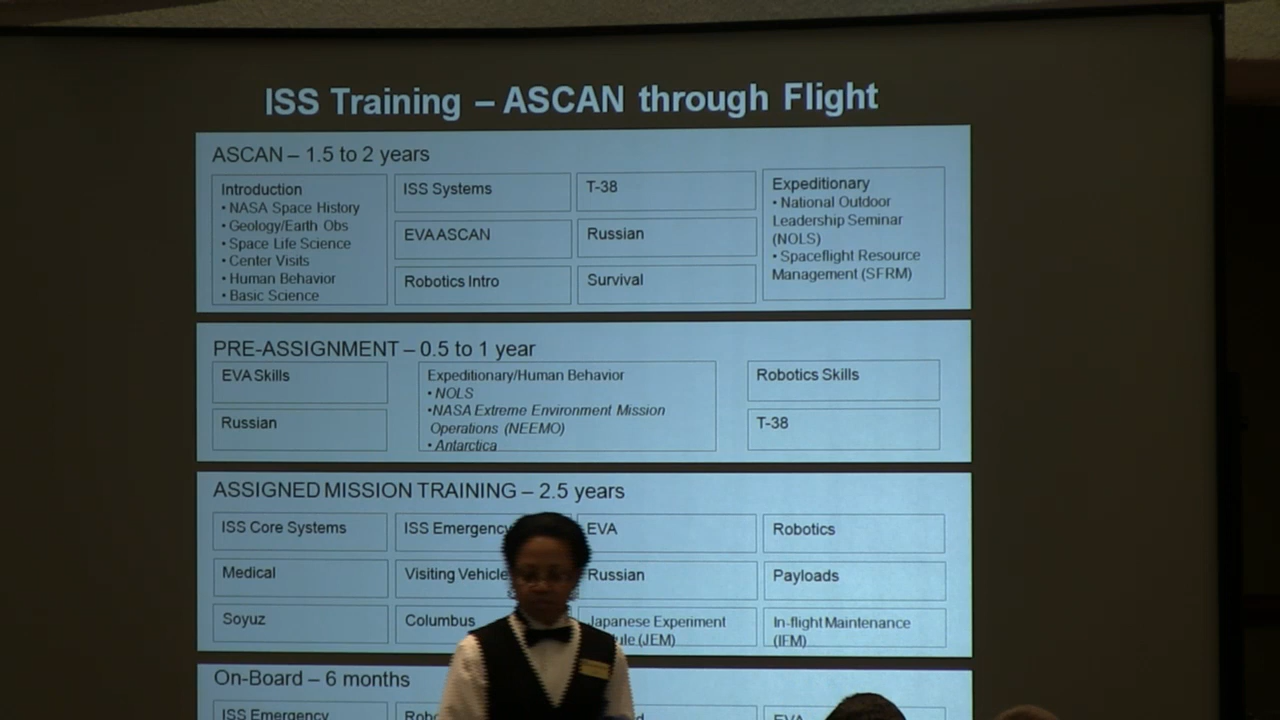 ISS Training – ASCAN through Flight
ASCAN – 1.5 to 2 years
Introduction
• NASA Space History
• Geology/Earth Obs
• Space Life Science
• Center Visits
• Human Behavior
• Basic Science
ISS Systems
EVA ASCAN
Robotics Intro
T-38
Russian
Survival
Expeditionary
• National Outdoor
Leadership Seminar
(NOLS)
• Spaceflight Resource
Management (SFRM)
PRE-ASSIGNMENT – 0.5 to 1 year
EVA Skills
Russian
Expeditionary/Human Behavior
• NOLS
•NASA Extreme Environment Mission
Operations (NEEMO)
• Antarctica
Robotics Skills
T-38
ASSIGNED MISSION TRAINING – 2.5 years
ISS Core Systems
ISS Emergency
EVA
Robotics
Medical
Visiting Vehicle
Russian
Payloads
Soyuz
Columbus
Japanese Experiment
(JEM)
In-flight Maintenance
(IFM)
On-Board – 6 months
ISS Emergency
EVA